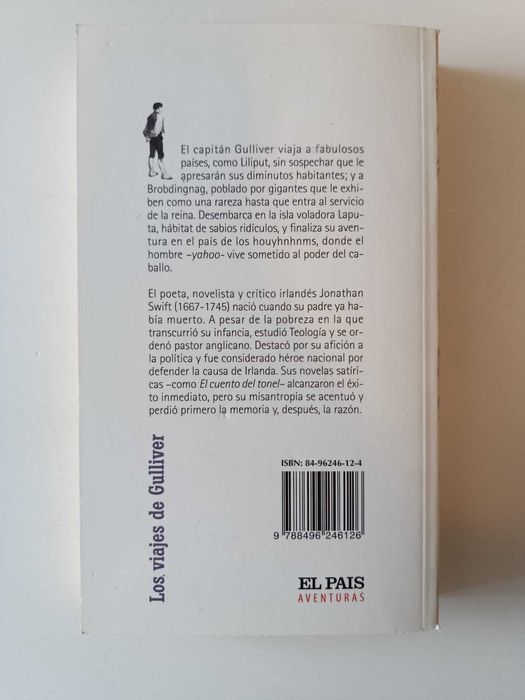 El capitán Gulliver viaja a fabulosos
países, como Liliput, sin sospechar que le
apresarán sus diminutos habitantes; y a
Brobdingnag, poblado por gigantes que le exhi-
ben como una rareza hasta que entra al servicio
de la reina. Desembarca en la isla voladora Lapu-
ta, hábitat de sabios ridículos, y finaliza su aven-
tura en el país de los houyhnhnms, donde el
hombre –yahoo– vive sometido al poder del ca-
ballo.
El poeta, novelista y crítico irlandés Jonathan
Swift (1667-1745) nació cuando su padre ya ha-
bía muerto. A pesar de la pobreza en la que
transcurrió su infancia, estudió Teología y se or-
denó pastor anglicano. Destacó por su afición a
la política y fue considerado héroe nacional por
defender la causa de Irlanda. Sus novelas satíri-
cas –como El cuento del tonel– alcanzaron el éxi-
to inmediato, pero su misantropía se acentuó y
perdió primero la memoria y, después, la razón.
Los viajes de Gulliver
ISBN: 84-96246-12-4
9 788496 246126
EL PAIS
AVENTURAS